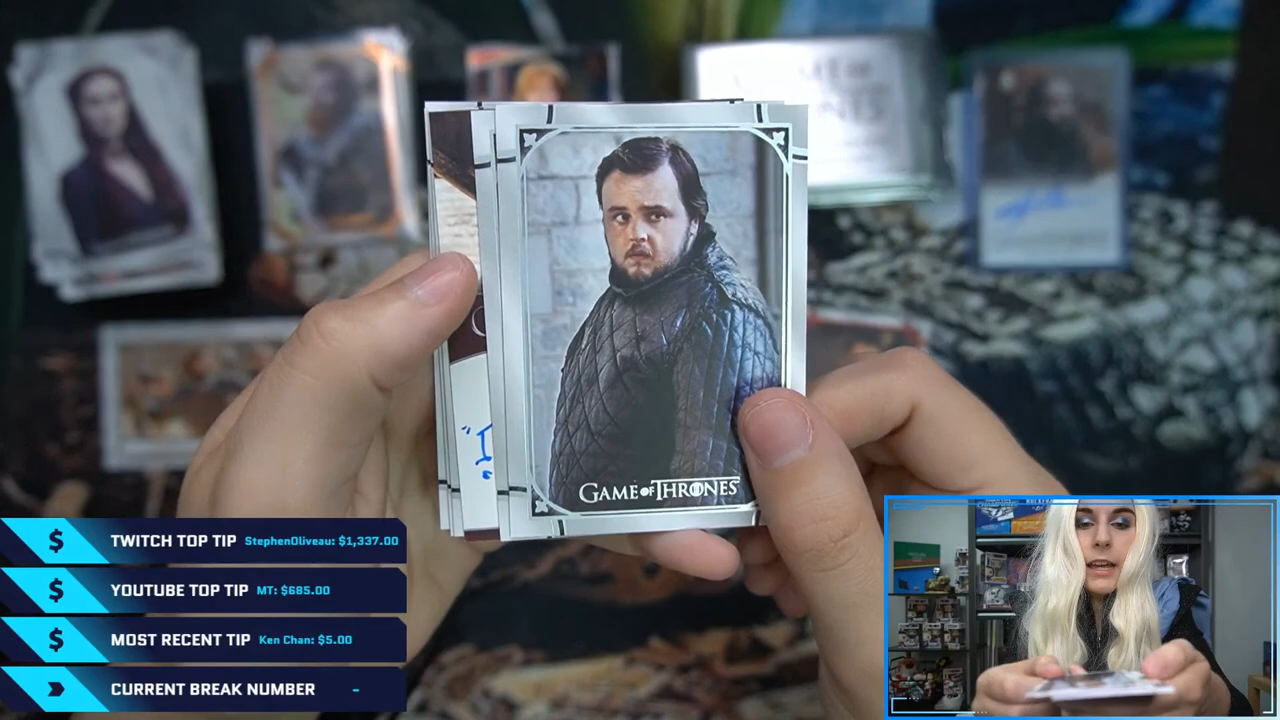 GAME OF THRONES
$ TWITCH TOP TIP StephenOliveau: $1,337.00
$ YOUTUBE TOP TIP MT: $685.00
$ MOST RECENT TIP Ken Chan: $5.00
CURRENT BREAK NUMBER -